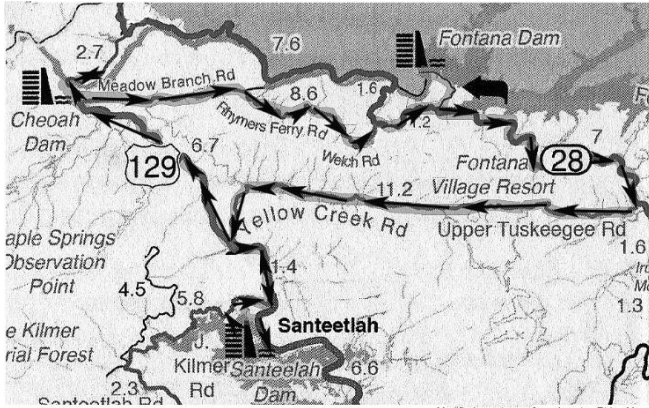 2.7
7.6
Fontana Dam
Meadow Branch Rd
1.6
8.6
Cheoah
Dam
Fifhymers Ferry Rd
1.2
6.7
Welch Rd
Fontana
Village Resort
28
7
129
11.2
Yellow Creek Rd
Upper Tuskeegee Rd
aple Springs
Observation
Point
1.4
1.6
4.5
5.8
1.3
Santeetlah
e Kilmer
rial Forest
J.
Kilmer
Rd
Santeelah
Dam
6.6
2.3
Santeetlah Rd